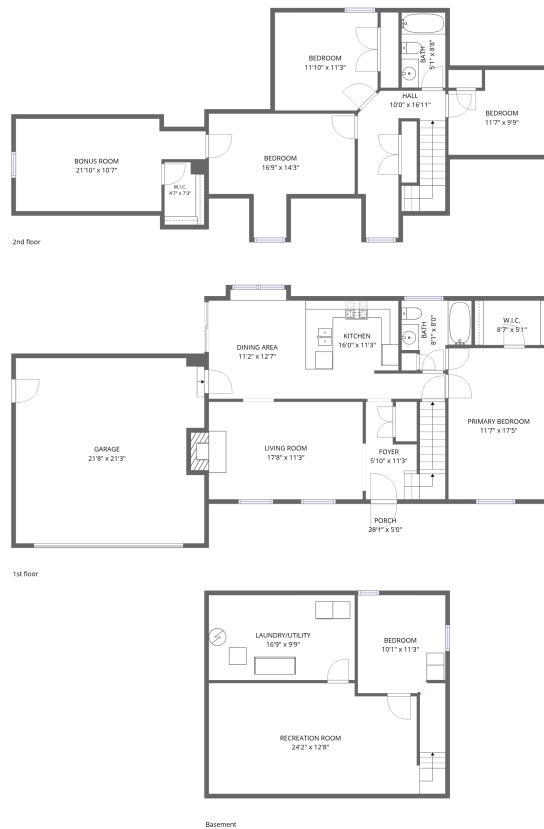 BEDROOM
11'10" x 11'3"
BATH
5'1" x 8'8"
HALL
10'0" x 16'11"
BEDROOM
11'7" x 9'9"
BONUS ROOM
21'10" x 10'7"
BEDROOM
16'9" x 14'3"
W.I.C.
4'7" x 7'3"
2nd floor
DINING AREA
11'2" x 12'7"
KITCHEN
16'0" x 11'3"
BATH
8'1" x 8'0"
W.I.C.
8'7" x 5'1"
GARAGE
21'8" x 21'3"
LIVING ROOM
17'8" x 11'3"
FOYER
5'10" x 11'3"
PRIMARY BEDROOM
11'7" x 17'5"
PORCH
28'1" x 5'0"
1st floor
LAUNDRY/UTILITY
16'9" x 9'9"
BEDROOM
10'1" x 11'3"
RECREATION ROOM
24'2" x 12'8"
Basement